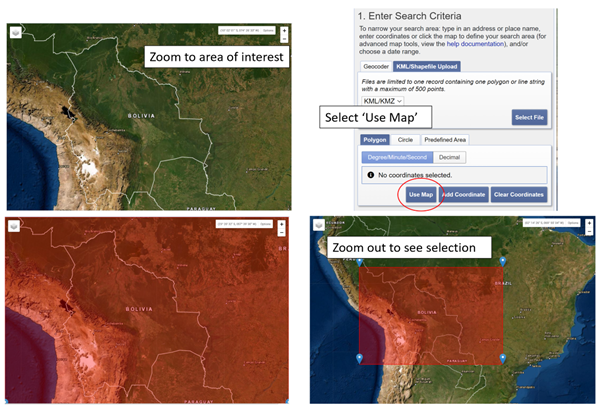 Zoom to area of interest
BOLIVIA
PARAGUAY
1. Enter Search Criteria
To narrow your search area: type in an address or place name,
enter coordinates or click the map to define your search area (for
advanced map tools, view the help documentation), and/or
choose a date range.
Geocoder
KML/Shapefile Upload
Files are limited to one record containing one polygon or line string
with a maximum of 500 points.
KML/KMZ
Select File
Select 'Use Map'
Polygon
Circle
Predefined Area
Degree/Minute/Second
Decimal
No coordinates selected.
Use Map
Add Coordinate
Clear Coordinates
BOLIVIA
PARAGUAY
BR
Zoom out to see selection
BRAZIL
BOLIVIA
PARAGUAY